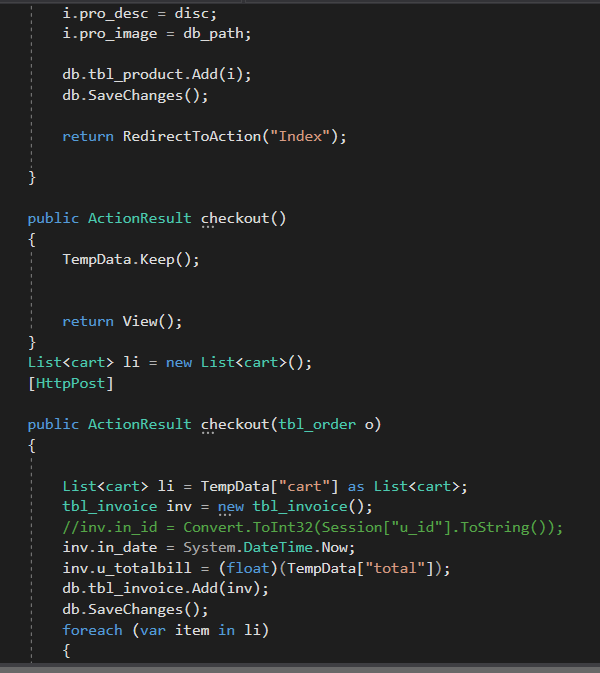 i.pro_desc = disc;
i.pro_image = db_path;
db.tbl_product.Add(i);
db.SaveChanges();
return RedirectToAction("Index");
}
public ActionResult checkout()
{
TempData.Keep();
return View();
}
List<cart> li = new List<cart>();
[HttpPost]
public ActionResult checkout(tbl_order o)
{
List<cart> li = TempData["cart"] as List<cart>;
tbl_invoice inv = new tbl_invoice();
//inv.in_id = Convert.ToInt32(Session["u_id"].ToString());
inv.in_date = System.DateTime.Now;
inv.u_totalbill = (float)(TempData["total"]);
db.tbl_invoice.Add(inv);
db.SaveChanges();
foreach (var item in li)
{